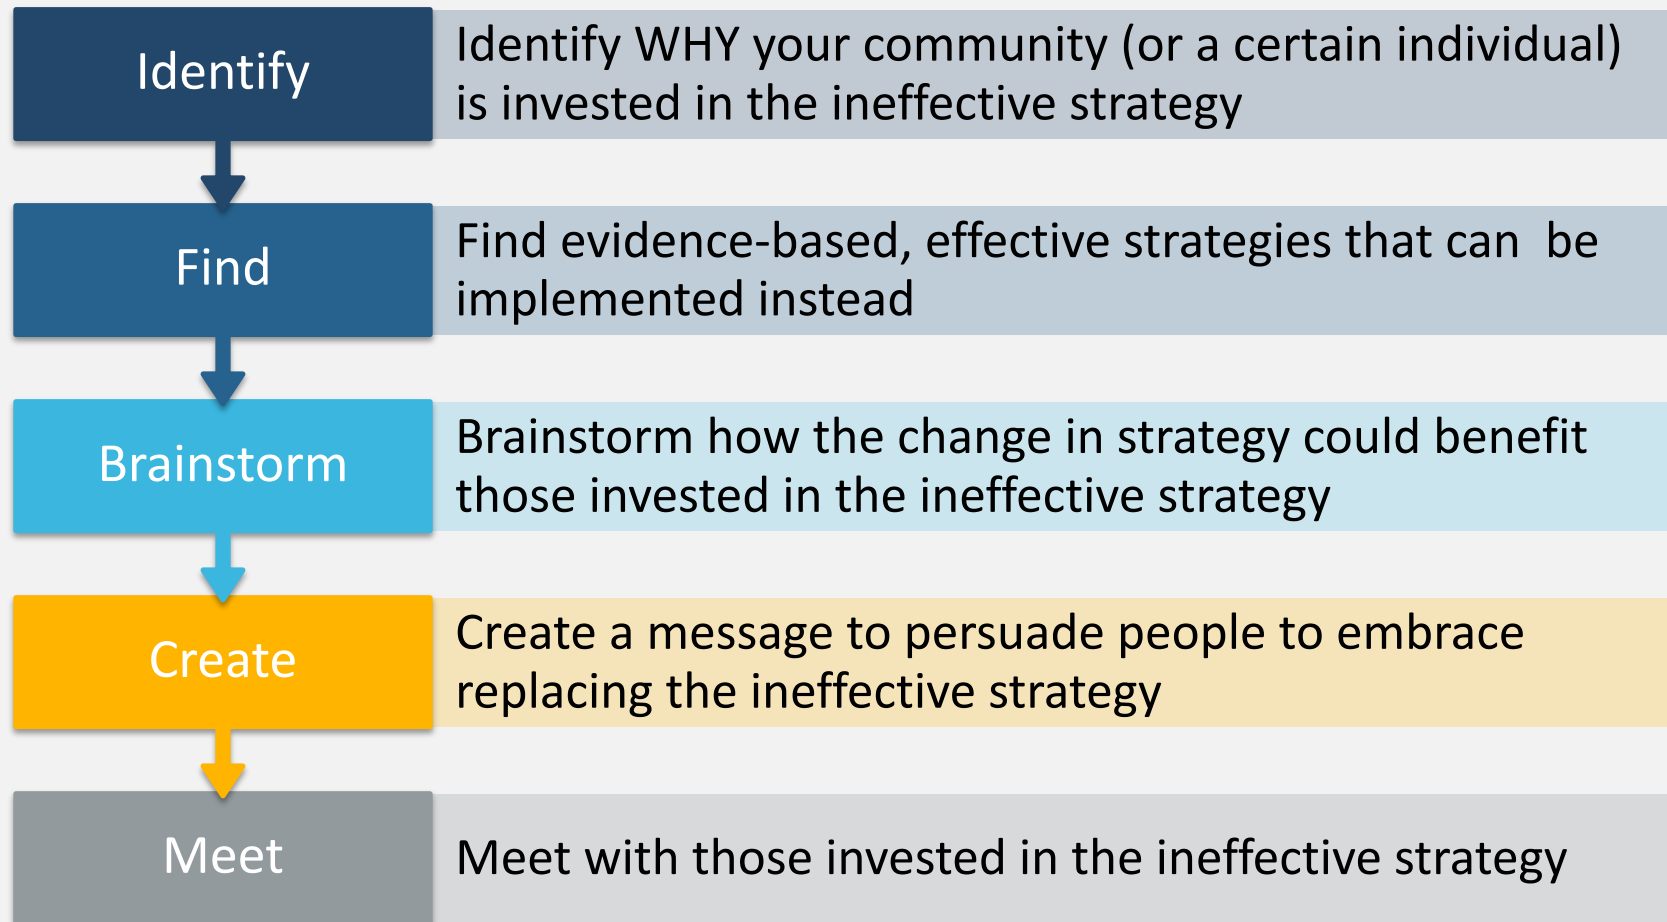 Identify
Identify WHY your community (or a certain individual)
is invested in the ineffective strategy
Find
Find evidence-based, effective strategies that can  be
implemented instead
Brainstorm
Brainstorm how the change in strategy could benefit
those invested in the ineffective strategy
Create
Create a message to persuade people to embrace
replacing the ineffective strategy
Meet
Meet with those invested in the ineffective strategy